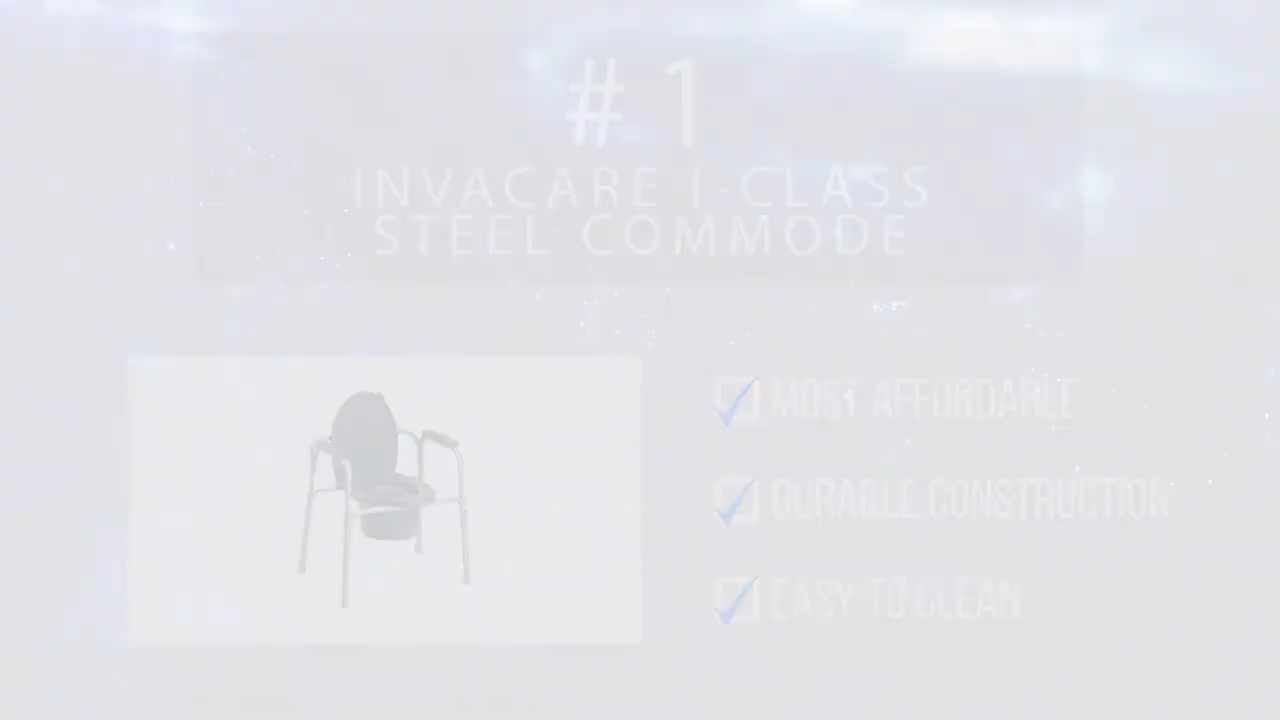 # 1
INVACARE I-CLASS
STEEL COMMODE
MOST AFFORDABLE
DURABLE CONSTRUCTION
EASY TO CLEAN